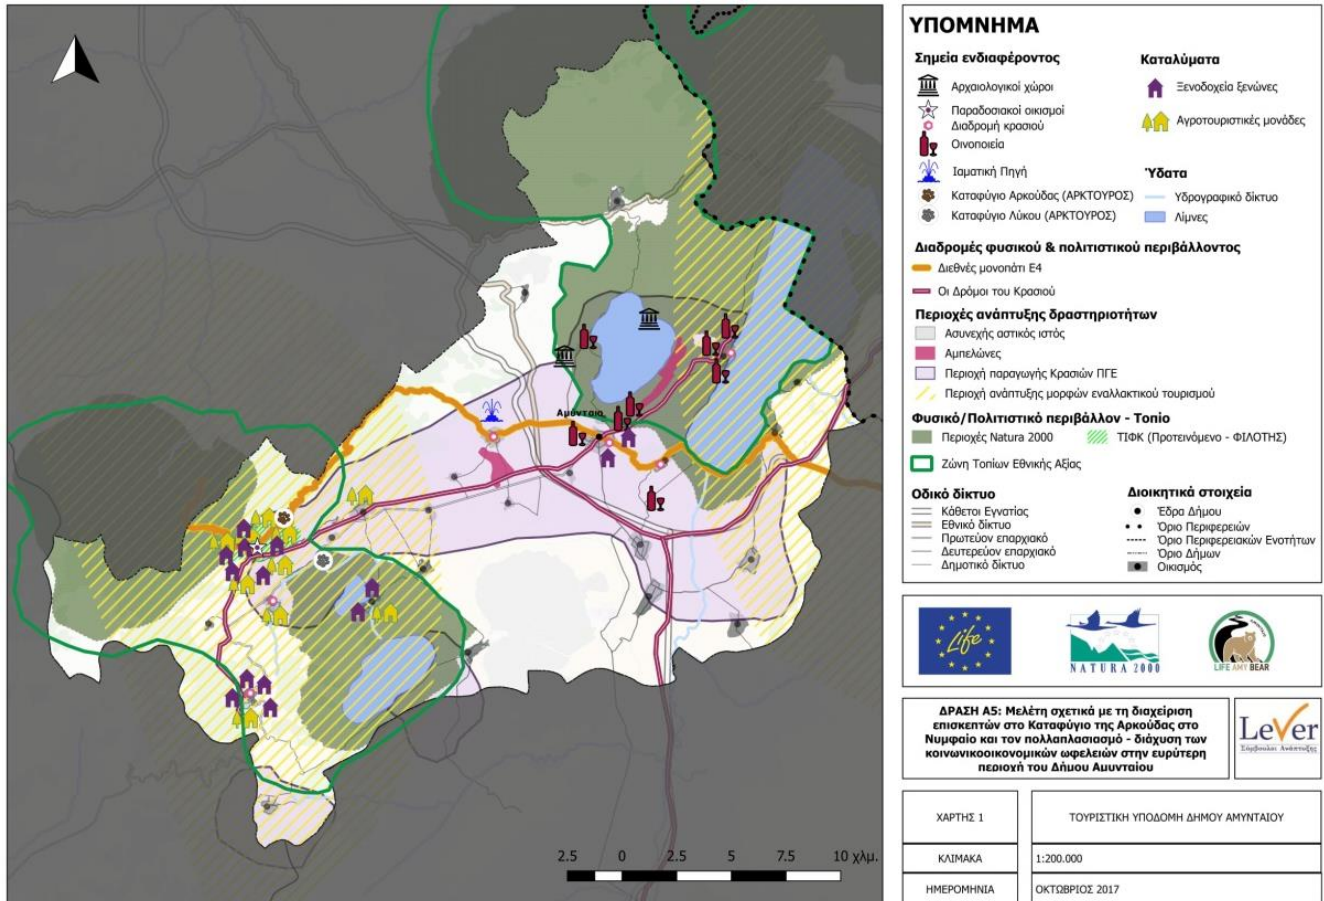 Αμύνταιο
2.5 0 2.5 5 7.5 10 χλμ.
ΥΠΟΜΝΗΜΑ
Σημεία ενδιαφέροντος
Αρχαιολογικοί χώροι
Παραδοσιακοί οικισμοί
Διαδρομή κρασιού
Οινοποιεία
Ιαματική Πηγή
Καταφύγιο Αρκούδας (ΑΡΚΤΟΥΡΟΣ)
Καταφύγιο Λύκου (ΑΡΚΤΟΥΡΟΣ)
Καταλύματα
Ξενοδοχεία ξενώνες
Αγροτουριστικές μονάδες
Ύδατα
Υδρογραφικό δίκτυο
Λίμνες
Διαδρομές φυσικού & πολιτιστικού περιβάλλοντος
Διεθνές μονοπάτι Ε4
Οι Δρόμοι του Κρασιού
Περιοχές ανάπτυξης δραστηριοτήτων
Ασυνεχής αστικός ιστός
Αμπελώνες
Περιοχή παραγωγής Κρασιών ΠΓΕ
Περιοχή ανάπτυξης μορφών εναλλακτικού τουρισμού
Φυσικό/Πολιτιστικό περιβάλλον - Τοπίο
Περιοχές Natura 2000
ΤΙΦΚ (Προτεινόμενο - ΦΙΛΟΤΗΣ)
Ζώνη Τοπίων Εθνικής Αξίας
Οδικό δίκτυο
Κάθετοι Εγνατίας
Εθνικό δίκτυο
Πρωτεύον επαρχιακό
Δευτερεύον επαρχιακό
Δημοτικό δίκτυο
Διοικητικά στοιχεία
Έδρα Δήμου
Όριο Περιφερειών
Όριο Περιφερειακών Ενοτήτων
Όριο Δήμων
Οικισμός
Life
NATURA 2000
LIFE AMYBEAR
ΔΡΑΣΗ Α5: Μελέτη σχετικά με τη διαχείριση
επισκεπτών στο Καταφύγιο της Αρκούδας στο
Νυμφαίο και τον πολλαπλασιασμό - διάχυση των
κοινωνικοοικονομικών ωφελειών στην ευρύτερη
περιοχή του Δήμου Αμυνταίου
LeVer
Σύμβουλοι Ανάπτυξης
ΧΑΡΤΗΣ 1
ΤΟΥΡΙΣΤΙΚΗ ΥΠΟΔΟΜΗ ΔΗΜΟΥ ΑΜΥΝΤΑΙΟΥ
ΚΛΙΜΑΚΑ
1:200.000
ΗΜΕΡΟΜΗΝΙΑ
ΟΚΤΩΒΡΙΟΣ 2017